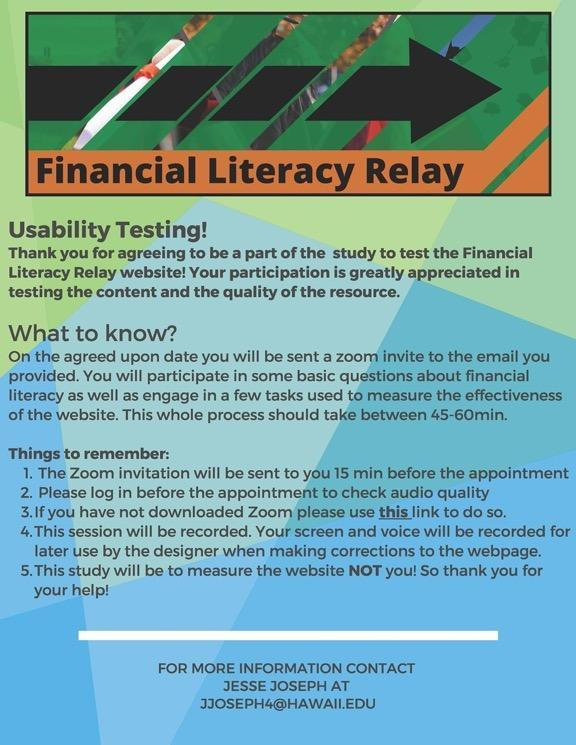 Financial Literacy Relay
Usability Testing!
Thank you for agreeing to be a part of the study to test the Financial
Literacy Relay website! Your participation is greatly appreciated in
testing the content and the quality of the resource.
What to know?
On the agreed upon date you will be sent a zoom invite to the email you
provided. You will participate in some basic questions about financial
literacy as well as engage in a few tasks used to measure the effectiveness
of the website. This whole process should take between 45-60min.
Things to remember:
1. The Zoom invitation will be sent to you 15 min before the appointment
2. Please log in before the appointment to check audio quality
3. If you have not downloaded Zoom please use this link to do so.
4. This session will be recorded. Your screen and voice will be recorded for
later use by the designer when making corrections to the webpage.
5. This study will be to measure the website NOT you! So thank you for
your help!
FOR MORE INFORMATION CONTACT
JESSE JOSEPH AT
JJOSEPH4@HAWAII.EDU